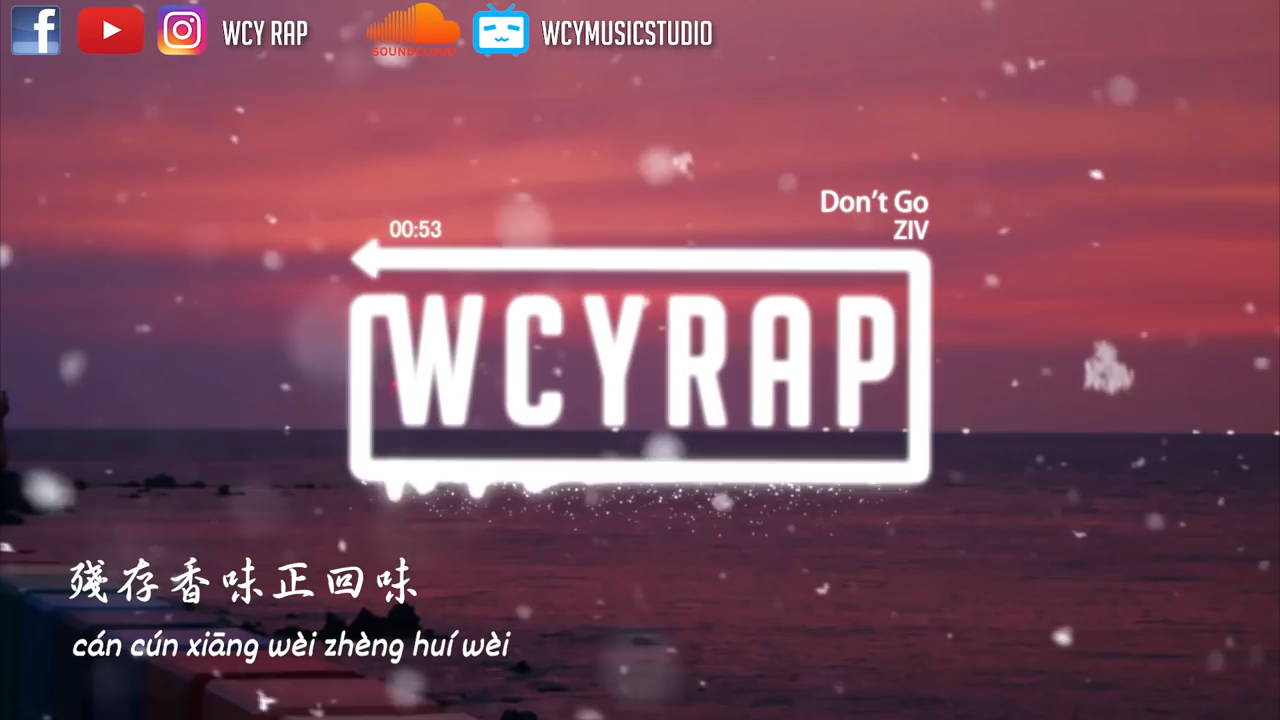 WCY RAP
SOUNDCLOUD
WCYMUSICSTUDIO
Don't Go
00:53
ZIV
WCYRAP
殘存香味正回味
cán cún xiāng wèi zhèng huí wèi